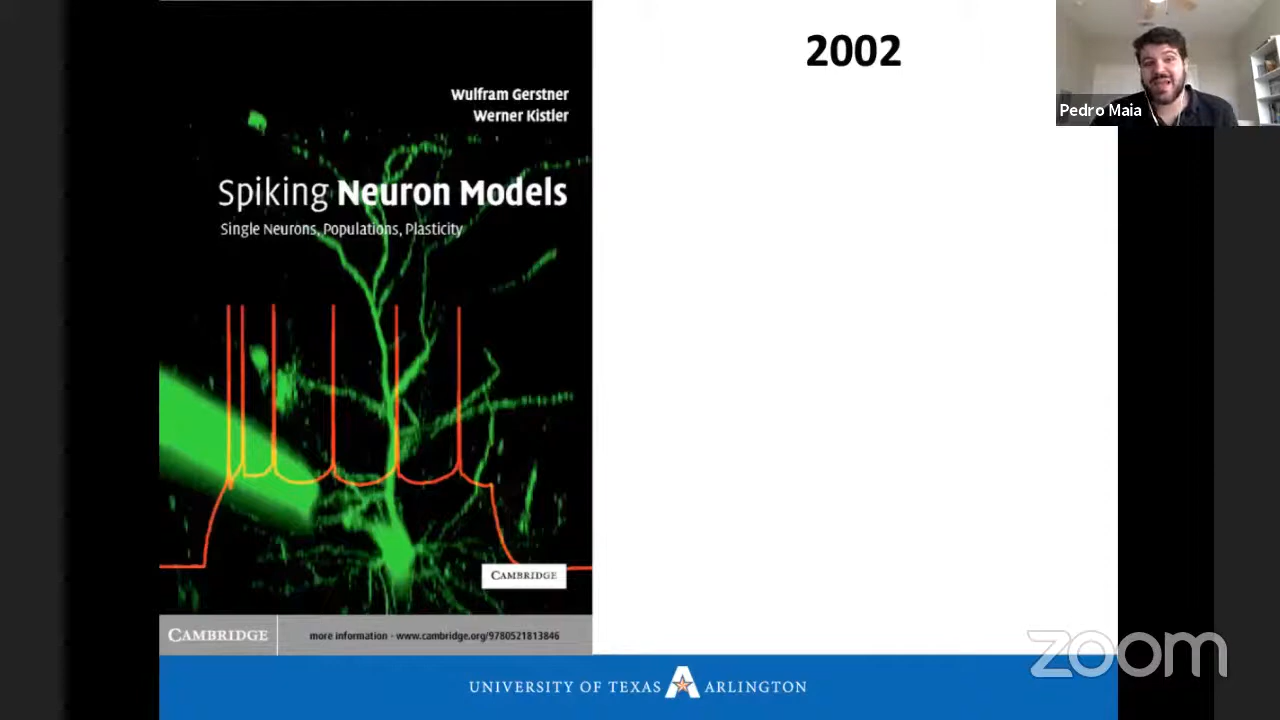 Wulfram Gerstner
Werner Kistler
Spiking Neuron Models
Single Neurons, Populations, Plasticity
CAMBRIDGE
CAMBRIDGE
more information - www.cambridge.org/9780521813846
2002
Pedro Maia
UNIVERSITY OF TEXAS A ARLINGTON
zoom